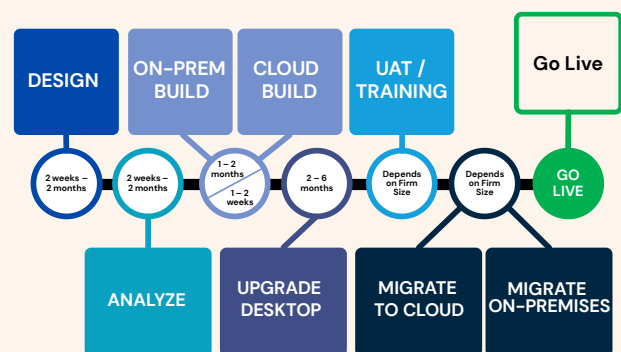 DESIGN
ON-PREM
BUILD
CLOUD
BUILD
UAT /
TRAINING
Go Live
2 weeks –
2 months
2 weeks –
2 months
1 – 2
months
1 – 2
weeks
2 – 6
months
Depends
on Firm
Size
Depends
on Firm
Size
GO
LIVE
ANALYZE
UPGRADE
DESKTOP
MIGRATE
TO CLOUD
MIGRATE
ON-PREMISES